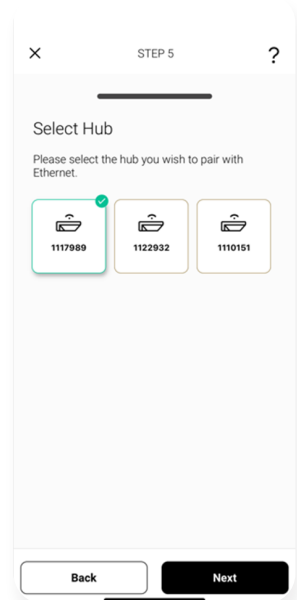 STEP 5
?
Select Hub
Please select the hub you wish to pair with
Ethernet.
1117989
1122932
1110151
Back
Next